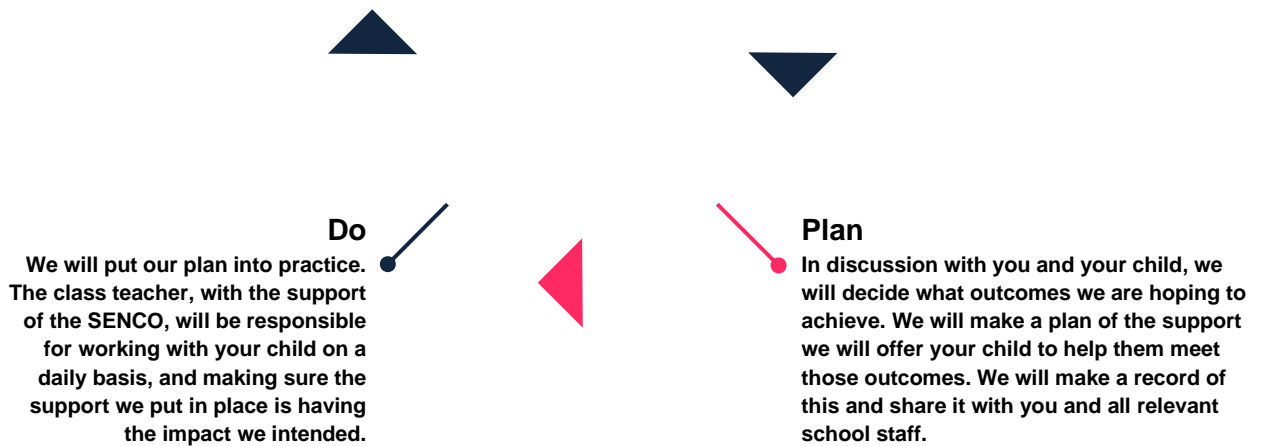 Do
We will put our plan into practice.
The class teacher, with the support
of the SENCO, will be responsible
for working with your child on a
daily basis, and making sure the
support we put in place is having
the impact we intended.
Plan
In discussion with you and your child, we
will decide what outcomes we are hoping to
achieve. We will make a plan of the support
we will offer your child to help them meet
those outcomes. We will make a record of
this and share it with you and all relevant
school staff.